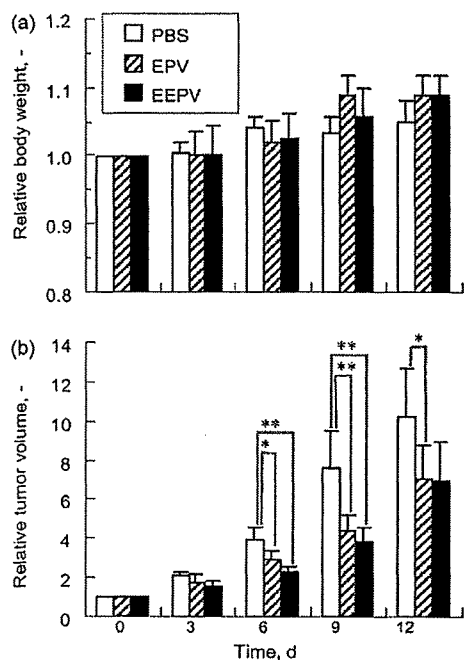 (a)
PBS
EPV
EEPV
Relative body weight, -
1.2
1.1
1.0
0.9
0.8
(b)
Relative tumor volume, -
14
12
10
8
6
4
2
0
**
*
**
**
*
0 3 6 9 12
Time, d